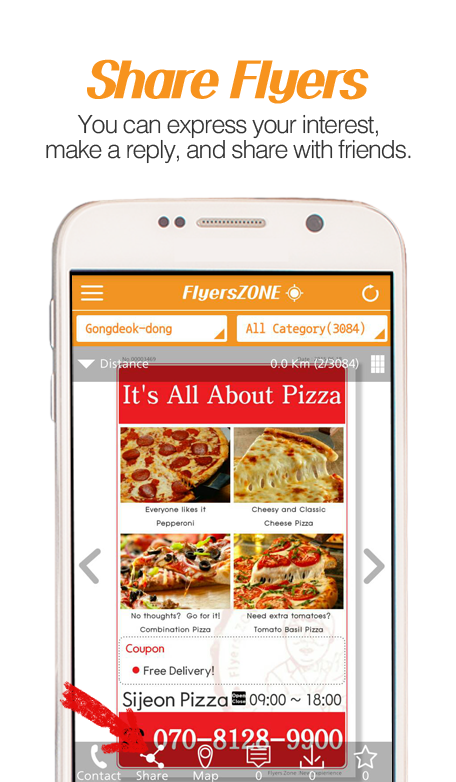 Share Flyers
You can express your interest,
make a reply, and share with friends.
FlyersZONE
Gongdeok-dong
All Category(3084)
Distance
0.0 Km (2/3084)
It's All About Pizza
Everyone likes it
Pepperoni
Cheesy and Classic
Cheese Pizza
No thoughts? Go for it!
Combination Pizza
Need extra tomatoes?
Tomato Basil Pizza
Coupon
Free Delivery!
Sijeon Pizza Open Close 09:00 ~ 18:00
070-8128-9900
Contact Share Map 0 0 0